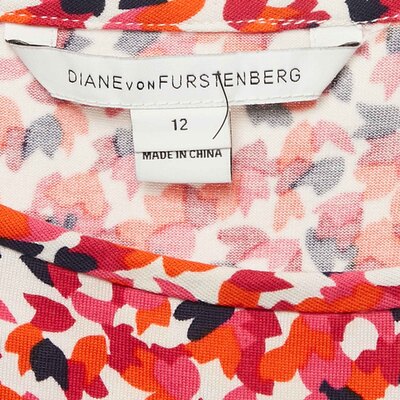 DIANE VON FURSTENBERG
12
MADE IN CHINA